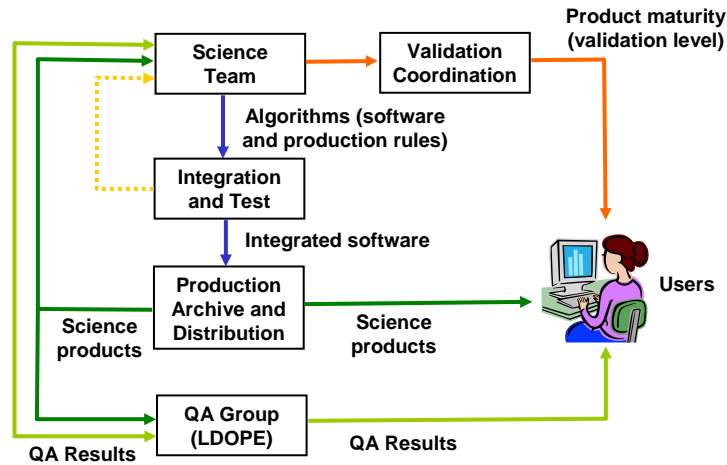 Product maturity
(validation level)
Science
Team
Validation
Coordination
Algorithms (software
and production rules)
Integration
and Test
Integrated software
Production
Archive and
Distribution
Users
Science
products
Science
products
QA Group
(LDOPE)
QA Results
QA Results